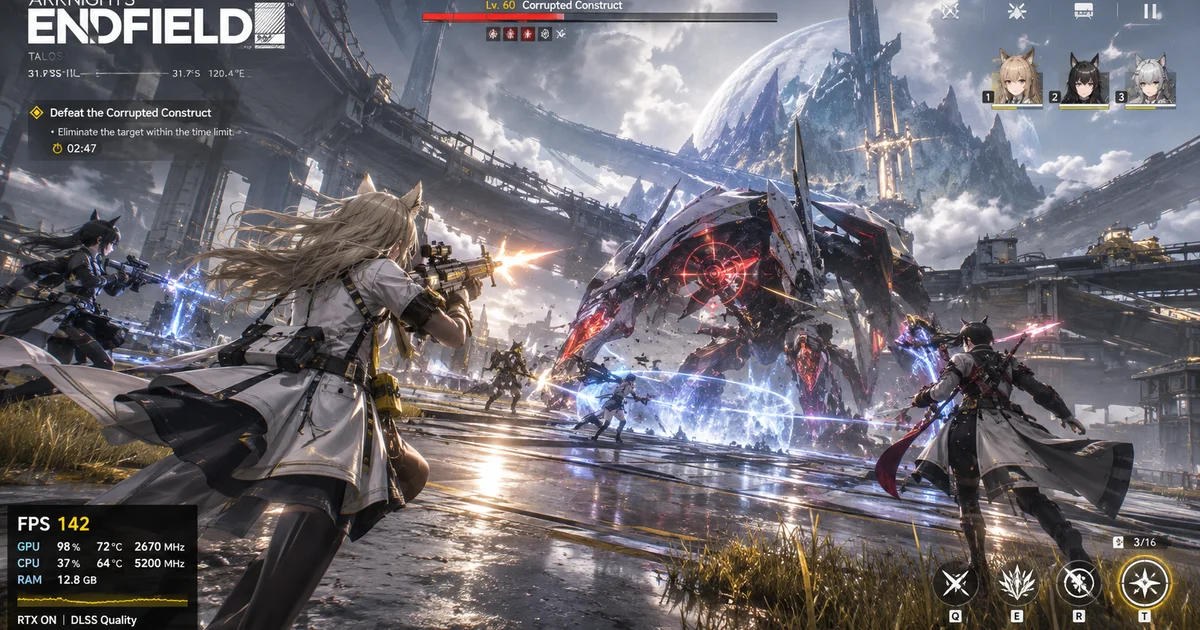 ARKNIGHTS
ENDFIELD
TALOS
31.7°S 120.4°E
Defeat the Corrupted Construct
• Eliminate the target within the time limit.
02:47
Lv. 60 Corrupted Construct
1 2 3
FPS 142
GPU 98% 72°C 2670 MHz
CPU 37% 64°C 5200 MHz
RAM 12.8 GB
RTX ON | DLSS Quality
3/16
Q E R T